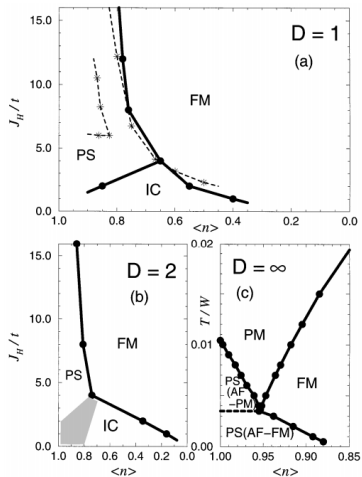 D = 1
(a)
J_H / t
15.0
10.0
5.0
0.0
FM
PS
IC
1.0 0.8 0.6 0.4 0.2 0.0
<n>
D = 2
(b)
J_H / t
15.0
10.0
5.0
0.0
FM
PS
IC
1.0 0.8 0.6 0.4 0.2 0.0
<n>
D = ∞
(c)
T / W
0.02
0.01
0.00
PM
FM
PS
(AF
−PM)
PS(AF−FM)
1.00 0.95 0.90 0.85
<n>